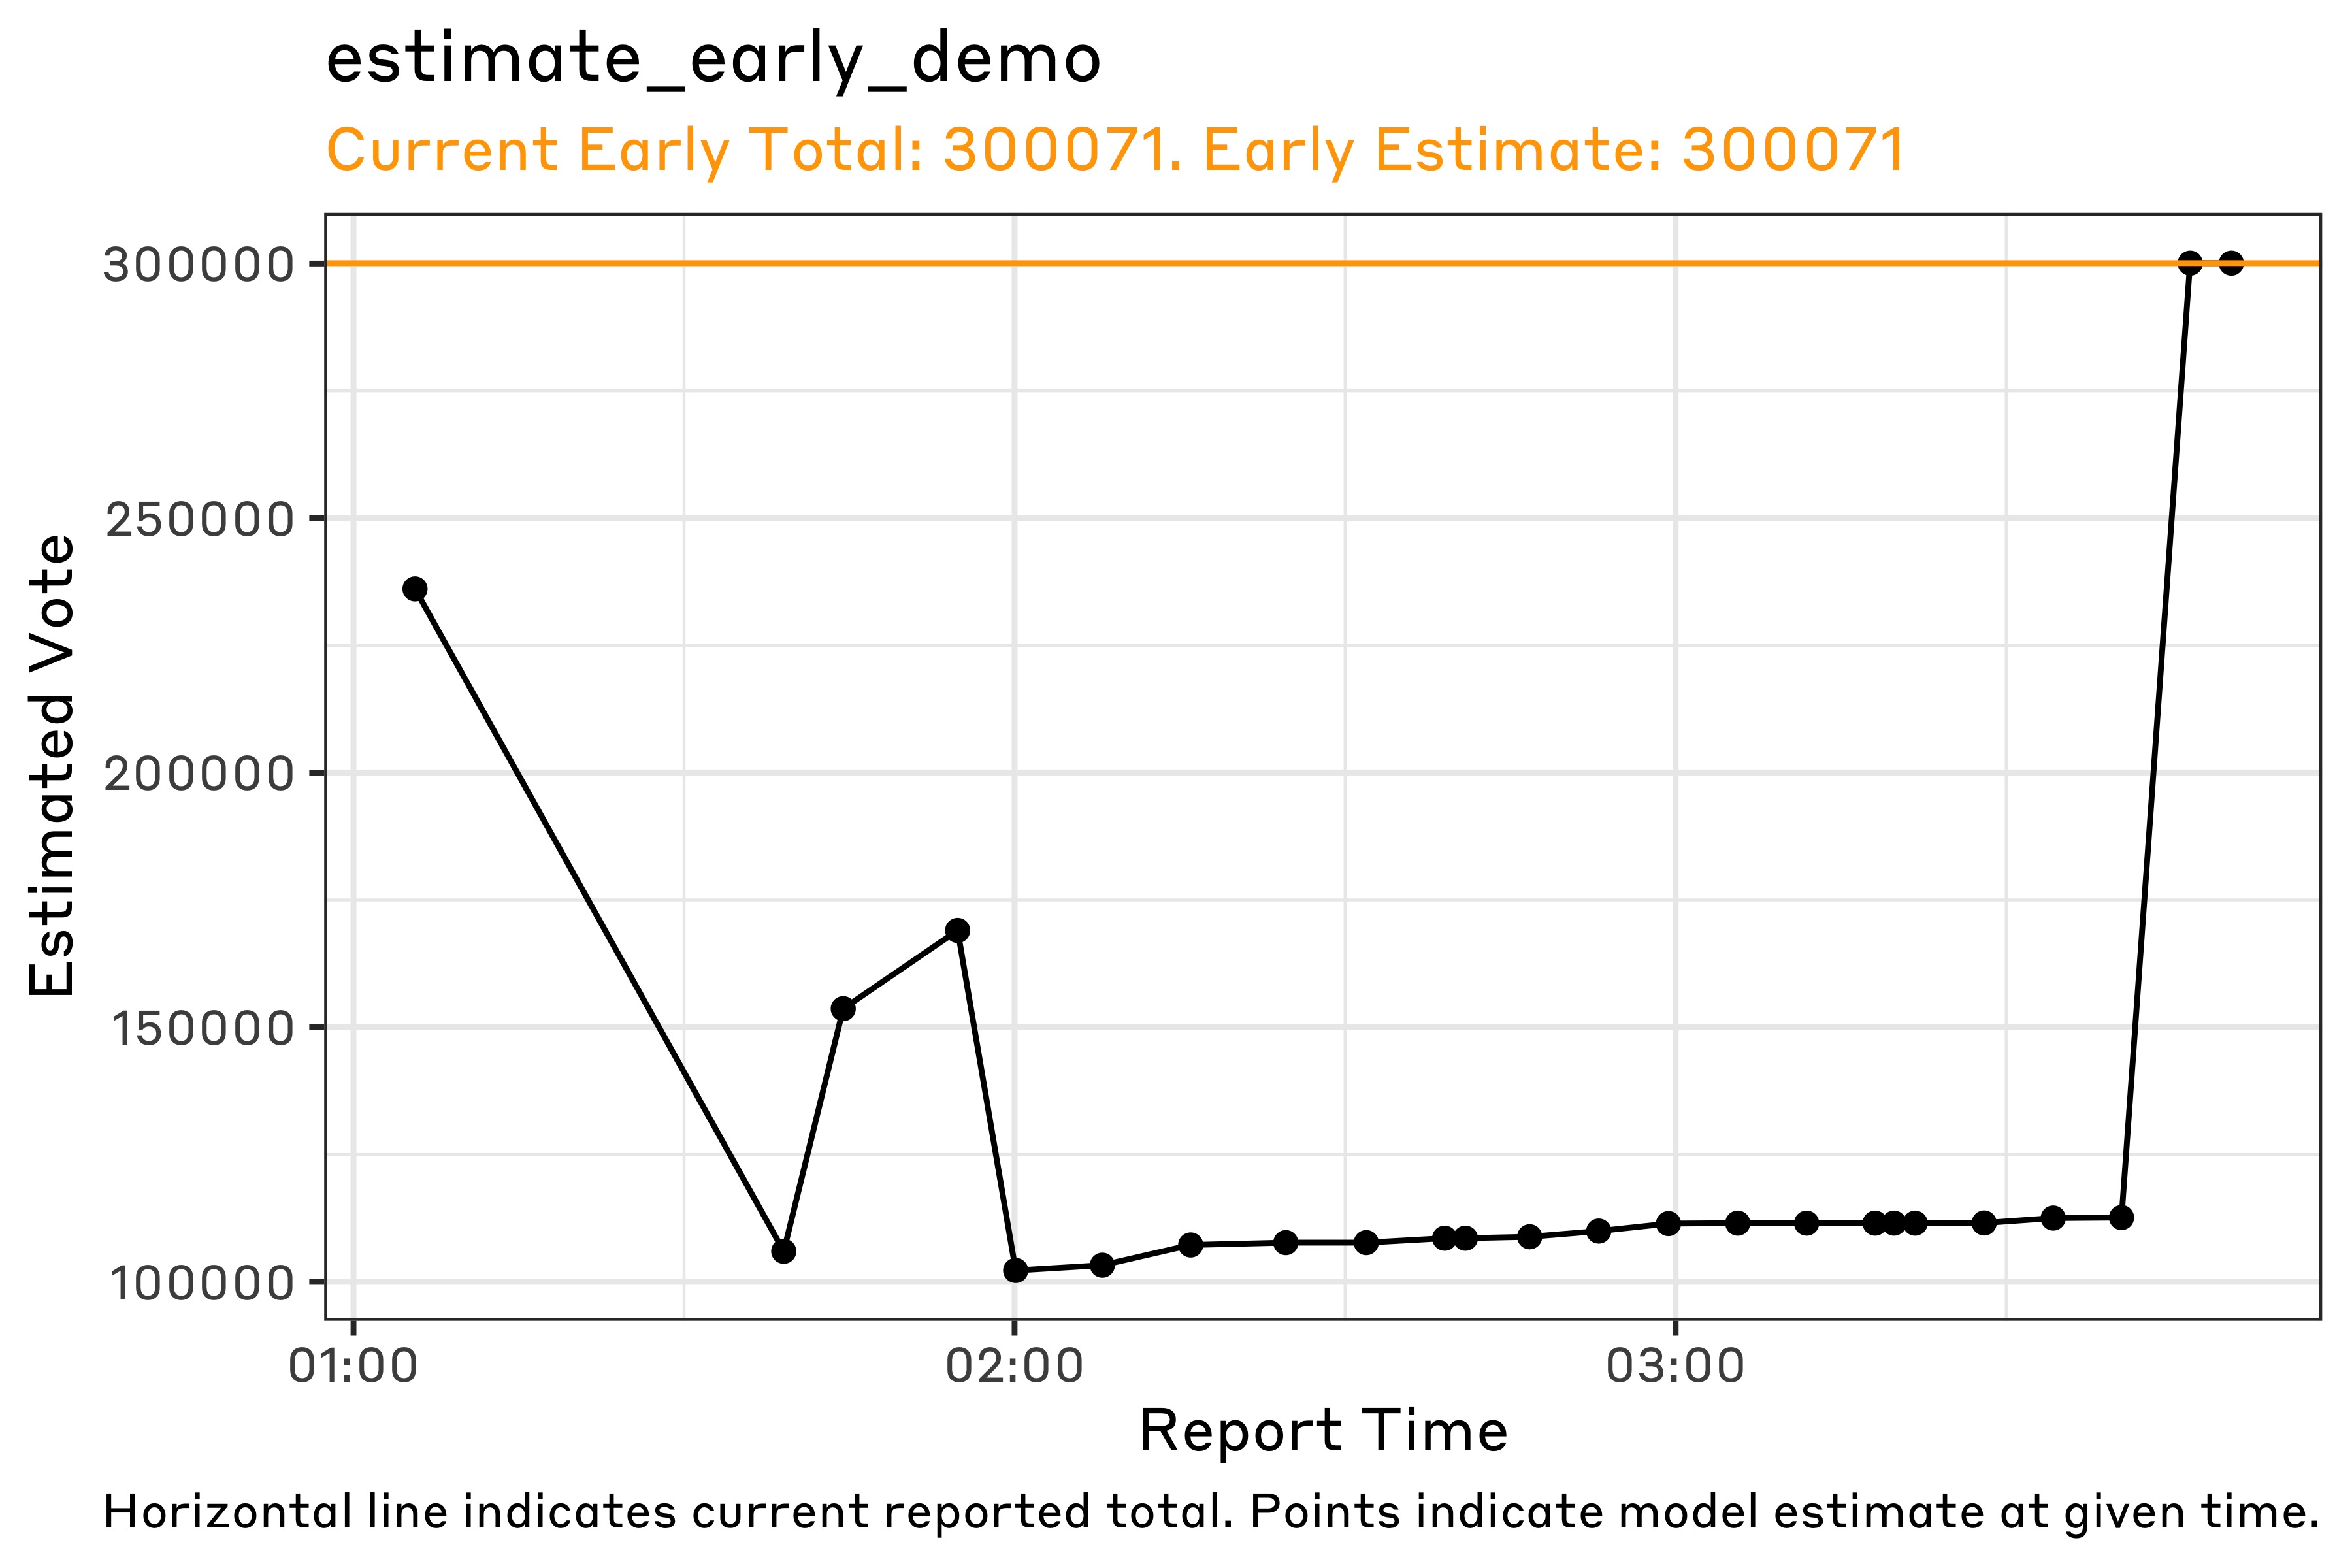 estimate_early_demo
Current Early Total: 300071. Early Estimate: 300071
Estimated Vote
300000
250000
200000
150000
100000
01:00 02:00 03:00
Report Time
Horizontal line indicates current reported total. Points indicate model estimate at given time.